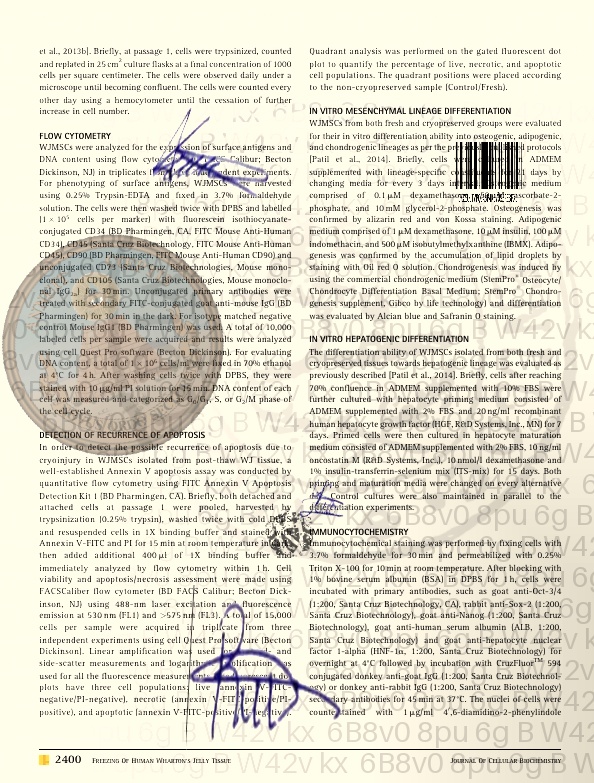 et al., 2013b]. Briefly, at passage 1, cells were trypsinized, counted
and replated in 25 cm² culture flasks at a final concentration of 1000
cells per square centimeter. The cells were observed daily under a
microscope until becoming confluent. The cells were counted every
other day using a hemocytometer until the cessation of further
increase in cell number.
FLOW CYTOMETRY
WJMSCs were analyzed for the expression of surface antigens and
DNA content using flow Calibur; Becton
Dickinson, NJ) in triplicates from independent experiments.
For phenotyping of surface antigens, WJMSCs were harvested
using 0.25% Trypsin-EDTA and fixed in 3.7% formaldehyde
solution. The cells were then washed twice with DPBS and labelled
(1 × 10⁵ cells per marker) with fluorescein isothiocyanate-
conjugated CD34 (BD Pharmingen, CA, FITC Mouse Anti-Human
CD34), CD45 (Santa Cruz Biotechnology, FITC Mouse Anti-Human
CD45), CD90 (BD Pharmingen, FITC Mouse Anti-Human CD90) and
unconjugated CD73 (Santa Cruz Biotechnologies, Mouse mono-
clonal), and CD105 (Santa Cruz Biotechnologies, Mouse monoclo-
nal IgG₂ₐ) for 30 min. Unconjugated primary antibodies were
treated with secondary FITC-conjugated goat anti-mouse IgG (BD
Pharmingen) for 30 min. For isotype matched negative
control Mouse IgG1 (BD Pharmingen) was used. A total of 10,000
labeled cells per sample were acquired and results were analyzed
using cell Quest Pro software (Becton Dickinson). For evaluating
DNA content, a total of 1 × 10⁶ cells/ml were fixed in 70% ethanol
at 4°C for 4 h. After washing cells twice with DPBS, they were
stained with 10 μg/ml PI solution for 15 min. DNA content of each
cell was measured and categorized as G₀/G₁, S, or G₂/M phase of
the cell cycle.
DETECTION OF RECURRENCE OF APOPTOSIS
In order to detect the possible recurrence of apoptosis due to
cryoinjury in WJMSCs isolated from post-thaw WJ tissue, a
well-established Annexin V apoptosis assay was conducted by
quantitative flow cytometry using FITC Annexin V Apoptosis
Detection Kit 1 (BD Pharmingen, CA). Briefly, both detached and
attached cells at passage 1 were pooled, harvested by
trypsinization (0.25% trypsin), washed twice with cold DPBS
and resuspended cells in 1X binding buffer and stained with
Annexin V-FITC and PI for 15 min at room temperature in dark,
then added additional 400 μl of 1X binding buffer and
immediately analyzed by flow cytometry within 1 h. Cell
viability and apoptosis/necrosis assessment were made using
FACSCaliber flow cytometer (BD FACS Calibur; Becton Dick-
inson, NJ) using 488-nm laser excitation and fluorescence
emission at 530 nm (FL1) and >575 nm (FL3). A total of 15,000
cells per sample were acquired in triplicate from three
independent experiments using cell Quest Pro software (Becton
Dickinson). Linear amplification was used for and
side-scatter measurements and logarithmic amplification was
used for all the fluorescence measurements.
plots have three cell populations: live (annexin V-FITC-
negative/PI-negative), necrotic (annexin V-FITC-positive/PI-
positive), and apoptotic (annexin V-FITC-positive/PI-negative).
Quadrant analysis was performed on the gated fluorescent dot
plot to quantify the percentage of live, necrotic, and apoptotic
cell populations. The quadrant positions were placed according
to the non-cryopreserved sample (Control/Fresh).
IN VITRO MESENCHYMAL LINEAGE DIFFERENTIATION
WJMSCs from both fresh and cryopreserved groups were evaluated
for their in vitro differentiation ability into osteogenic, adipogenic,
and chondrogenic lineages as per the protocols
[Patil et al., 2014]. Briefly, cells were in ADMEM
supplemented with lineage-specific 21 days by
changing media for every 3 days medium
comprised of 0.1 μM dexamethasone, ascorbate-2-
phosphate, and 10 mM glycerol-2-phosphate. Osteogenesis was
confirmed by alizarin red and von Kossa staining. Adipogenic
medium comprised of 1 μM dexamethasone, 10 μM insulin, 100 μM
indomethacin, and 500 μM isobutylmethylxanthine (IBMX). Adipo-
genesis was confirmed by the accumulation of lipid droplets by
staining with Oil red O solution. Chondrogenesis was induced by
using the commercial chondrogenic medium (StemPro® Osteocyte/
Chondrocyte Differentiation Basal Medium; StemPro® Chondro-
genesis supplement, Gibco by life technology) and differentiation
was evaluated by Alcian blue and Safranin O staining.
IN VITRO HEPATOGENIC DIFFERENTIATION
The differentiation ability of WJMSCs isolated from both fresh and
cryopreserved tissues towards hepatogenic lineage was evaluated as
previously described [Patil et al., 2014]. Briefly, cells after reaching
70% confluence in ADMEM supplemented with 10% FBS were
further cultured with hepatocyte priming medium consisted of
ADMEM supplemented with 2% FBS and 20 ng/ml recombinant
human hepatocyte growth factor (HGF, R&D Systems, Inc., MN) for 7
days. Primed cells were then cultured in hepatocyte maturation
medium consisted of ADMEM supplemented with 2% FBS, 10 ng/ml
oncostatin M (R&D Systems, Inc.,), 10 nmol/l dexamethasone and
1% insulin-transferrin-selenium mix (ITS-mix) for 15 days. Both
priming and maturation media were changed on every alternative
day. Control cultures were also maintained in parallel to the
differentiation experiments.
IMMUNOCYTOCHEMISTRY
Immunocytochemical staining was performed by fixing cells with
3.7% formaldehyde for 30 min and permeabilized with 0.25%
Triton X-100 for 10 min at room temperature. After blocking with
1% bovine serum albumin (BSA) in DPBS for 1 h, cells were
incubated with primary antibodies, such as goat anti-Oct-3/4
(1:200, Santa Cruz Biotechnology, CA), rabbit anti-Sox-2 (1:200,
Santa Cruz Biotechnology), goat anti-Nanog (1:200, Santa Cruz
Biotechnology), goat anti-human serum albumin (ALB, 1:200,
Santa Cruz Biotechnology) and goat anti-hepatocyte nuclear
factor 1-alpha (HNF-1α, 1:200, Santa Cruz Biotechnology) for
overnight at 4°C followed by incubation with CruzFluor™ 594
conjugated donkey anti-goat IgG (1:200, Santa Cruz Biotechnol-
ogy) or donkey anti-rabbit IgG (1:200, Santa Cruz Biotechnology)
secondary antibodies for 45 min at 37°C. The nuclei of cells were
counterstained with 1 μg/ml 4′,6-diamidino-2-phenylindole
2400 FREEZING OF HUMAN WHARTON'S JELLY TISSUE JOURNAL OF CELLULAR BIOCHEMISTRY